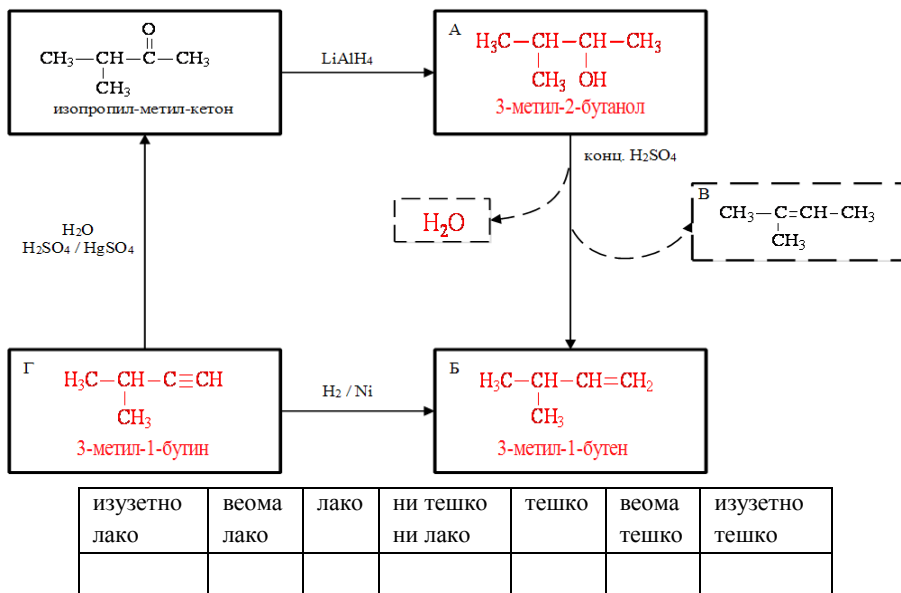 O
CH₃–CH–C–CH₃
CH₃
изопропил-метил-кетон
LiAlH₄
А
H₃C–CH–CH–CH₃
CH₃ OH
3-метил-2-бутанол
конц. H₂SO₄
H₂O
В
CH₃–C=CH–CH₃
CH₃
H₂O
H₂SO₄ / HgSO₄
Г
H₃C–CH–C≡CH
CH₃
3-метил-1-бутин
H₂ / Ni
Б
H₃C–CH–CH=CH₂
CH₃
3-метил-1-бутен
изузетно лако
веома лако
лако
ни тешко ни лако
тешко
веома тешко
изузетно тешко